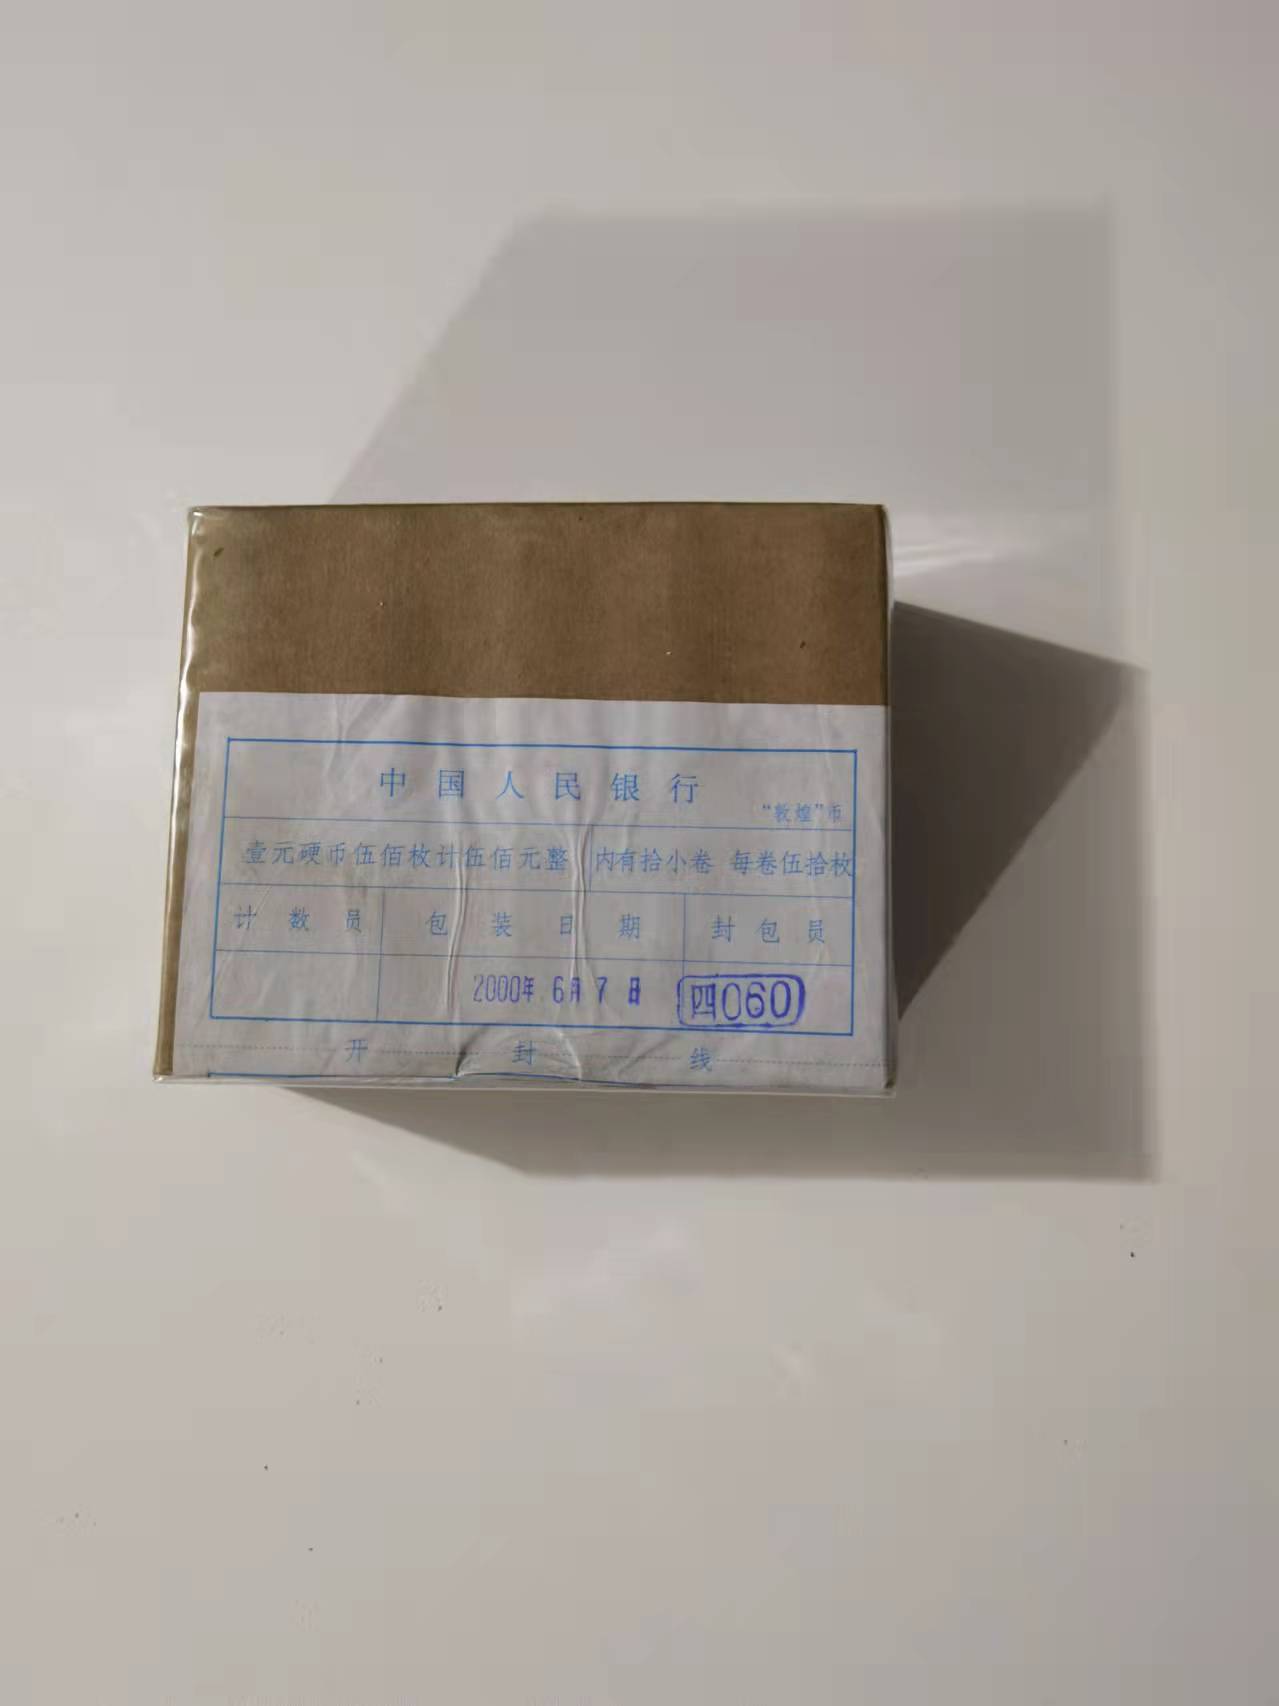 中国人民银行
“敦煌”币
壹元硬币伍佰枚计伍佰元整 内有拾小卷 每卷伍拾枚
计数员 包装日期 封包员
2000年 6月 7日 四060
开封线